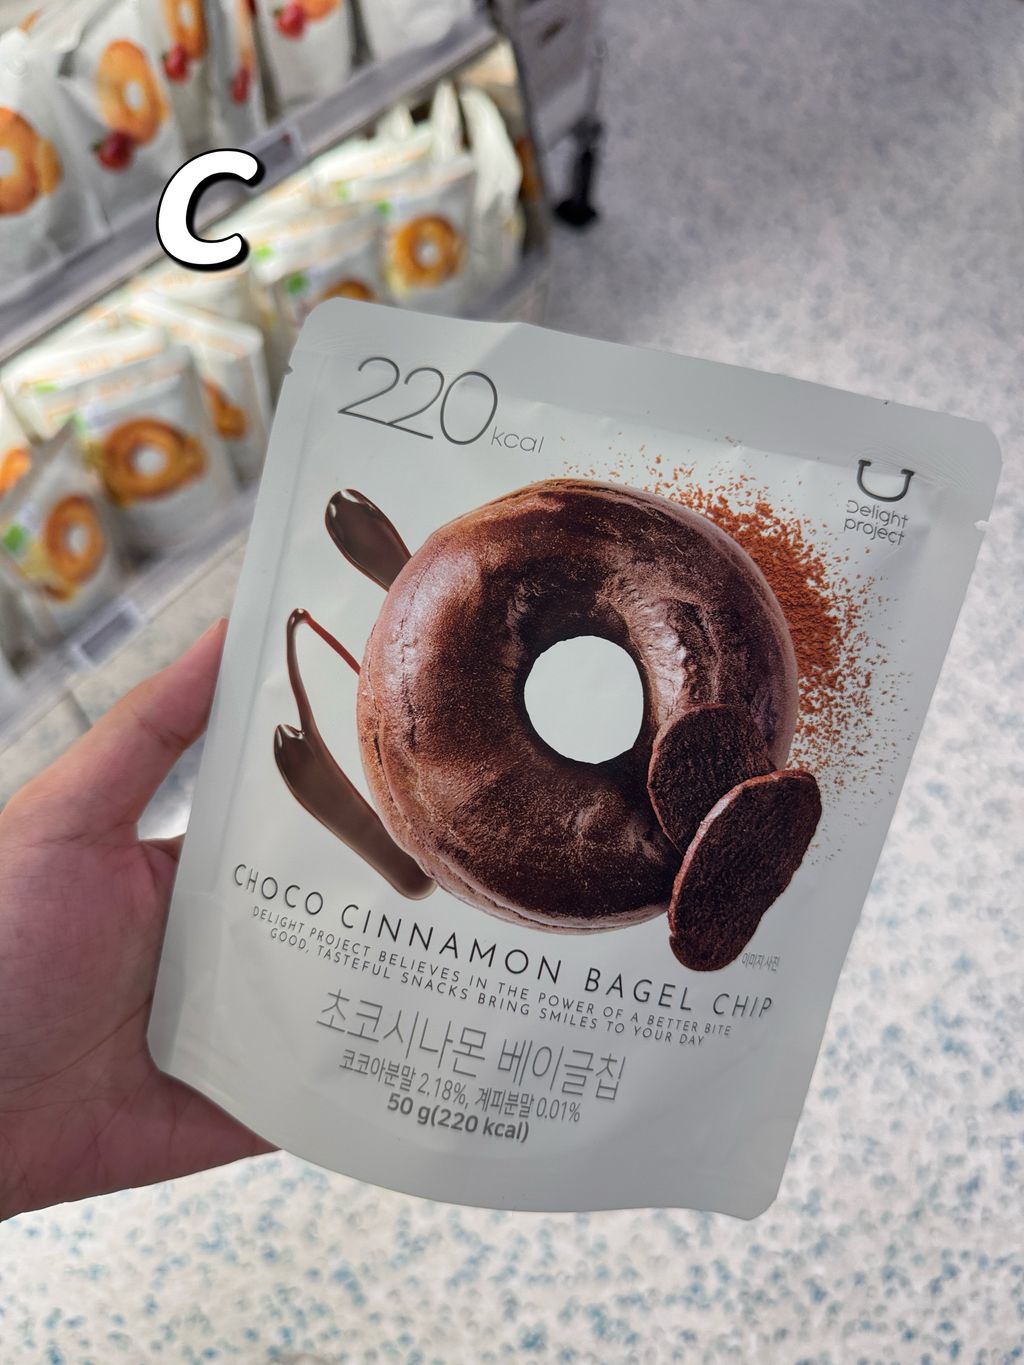 C
220 kcal
Delight
project
CHOCO CINNAMON BAGEL CHIP
DELIGHT PROJECT BELIEVES IN THE POWER OF A BETTER BITE
GOOD, TASTEFUL SNACKS BRING SMILES TO YOUR DAY
이미지 사진
초코시나몬 베이글칩
코코아분말 2.18%, 계피분말 0.01%
50 g(220 kcal)